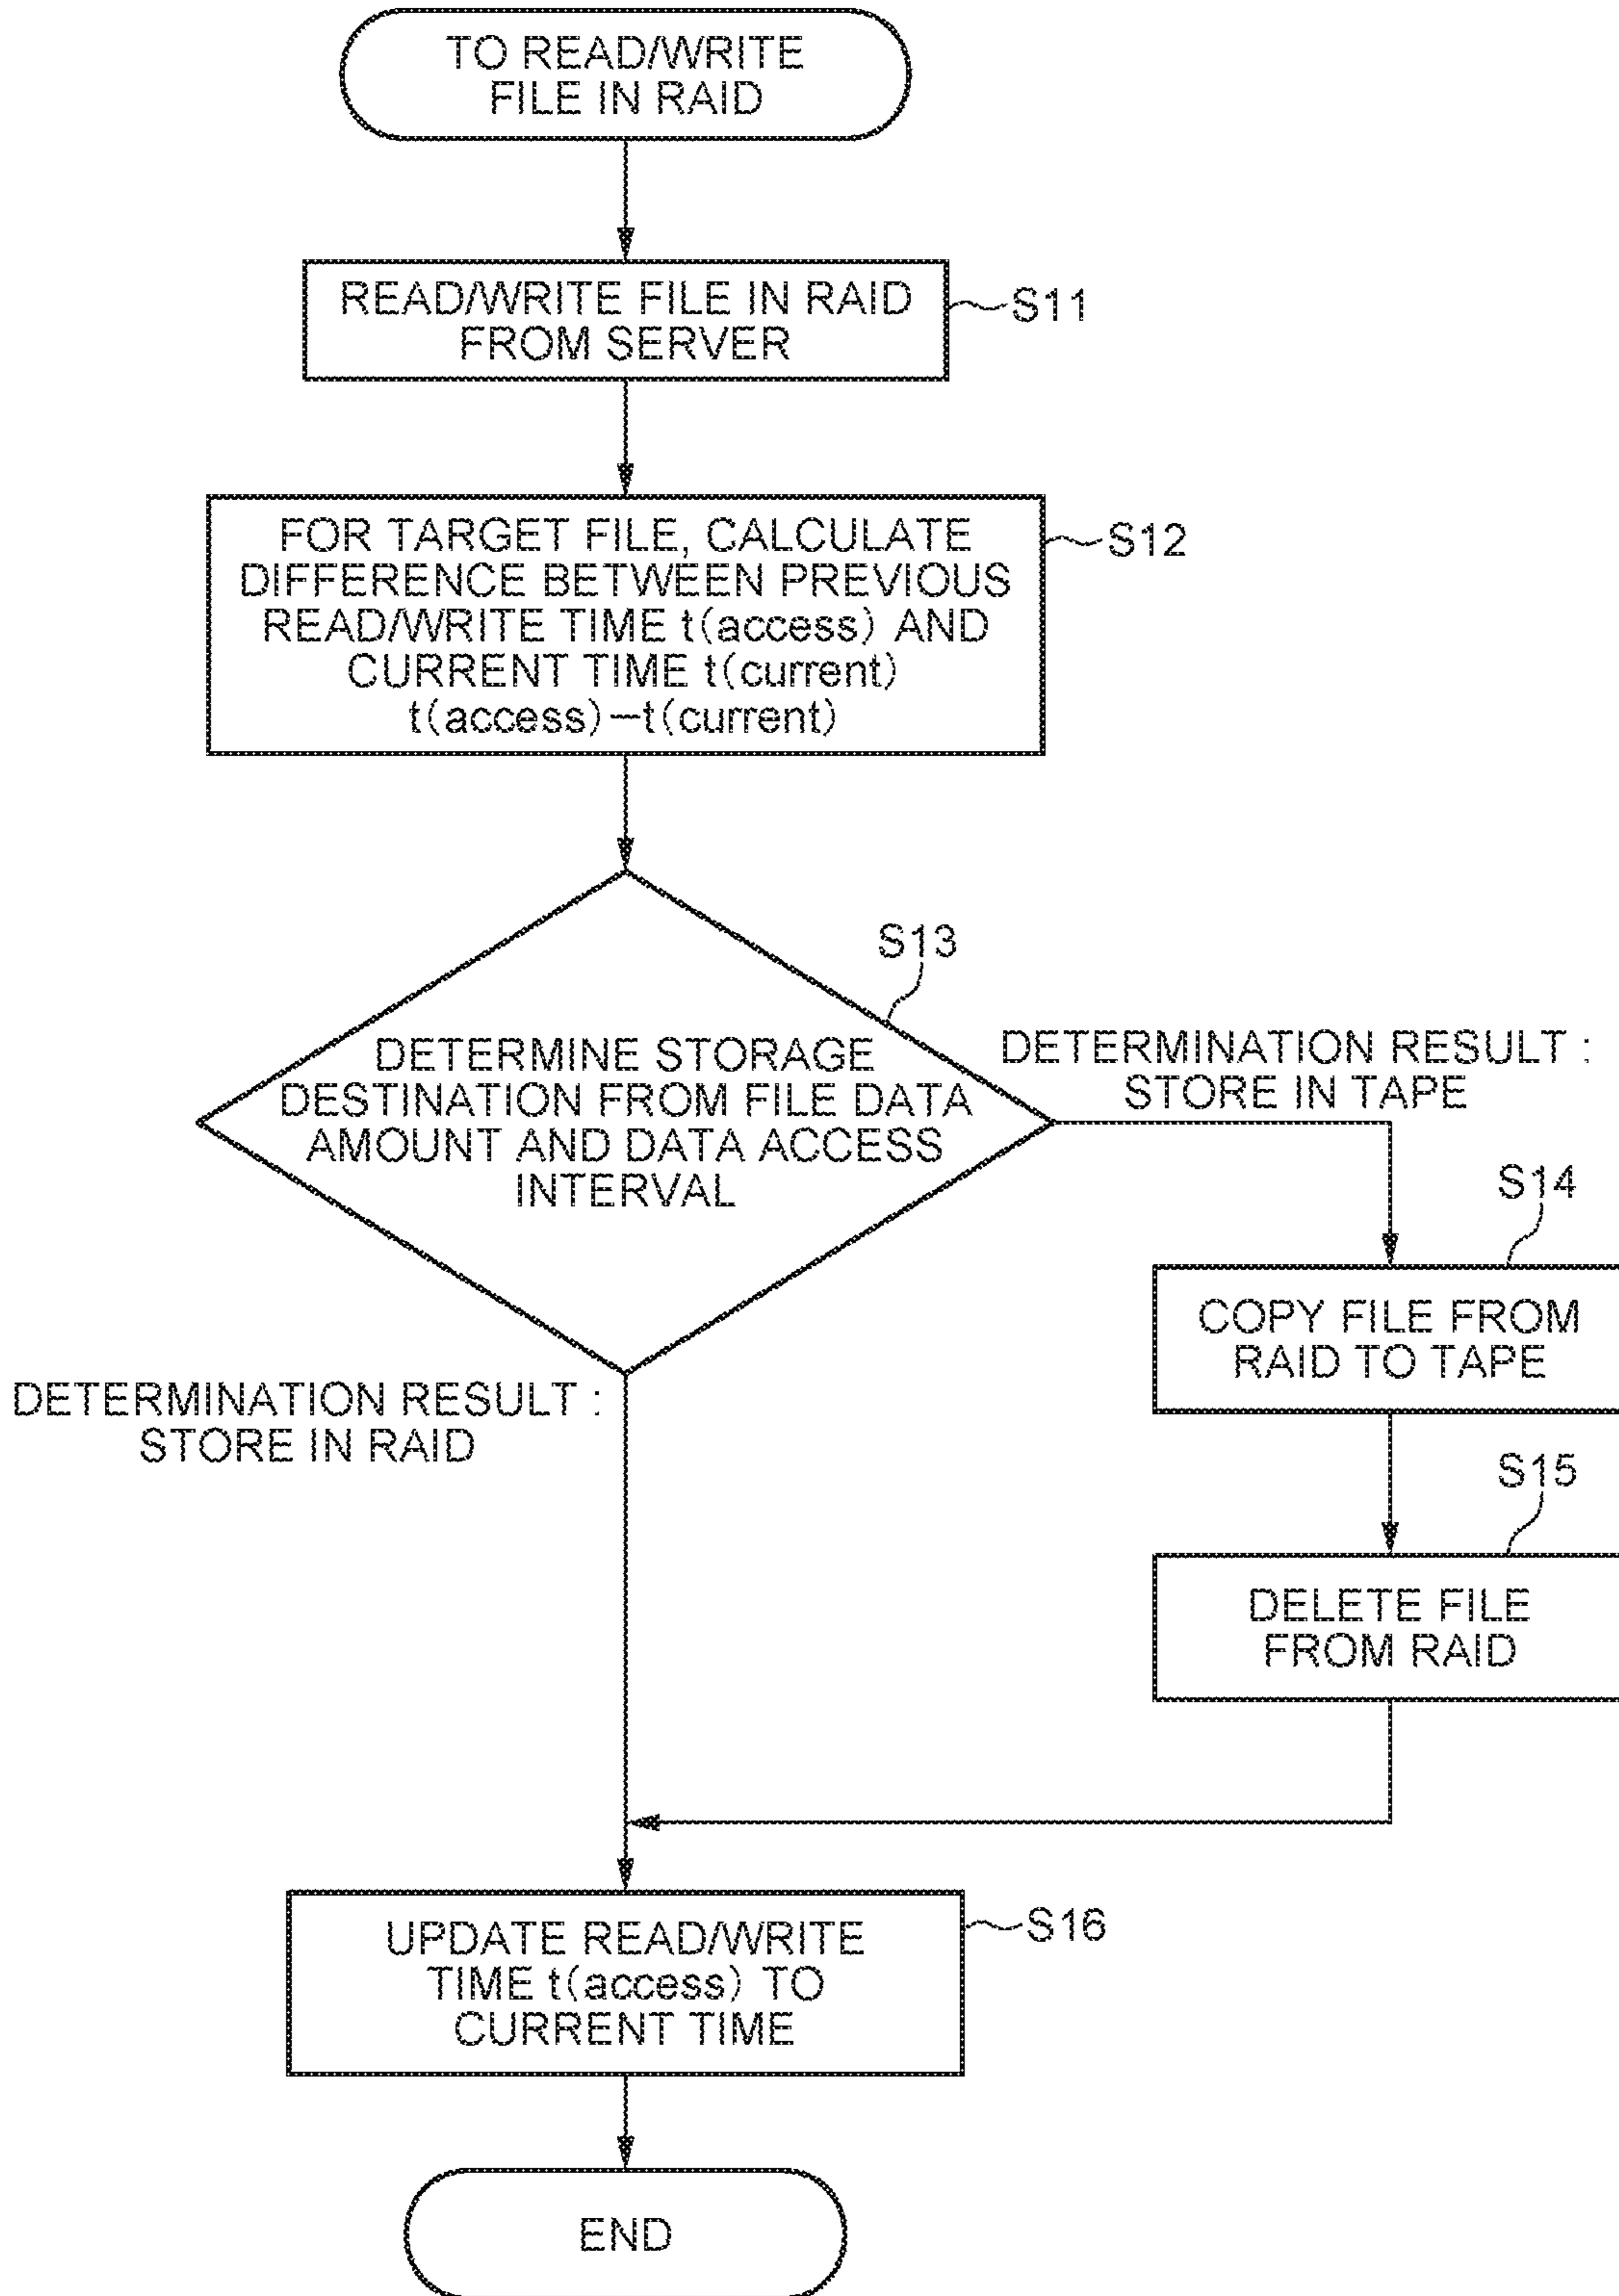 TO READ/WRITE
FILE IN RAID
READ/WRITE FILE IN RAID
FROM SERVER
S11
FOR TARGET FILE, CALCULATE
DIFFERENCE BETWEEN PREVIOUS
READ/WRITE TIME t(access) AND
CURRENT TIME t(current)
t(access)−t(current)
S12
S13
DETERMINE STORAGE
DESTINATION FROM FILE DATA
AMOUNT AND DATA ACCESS
INTERVAL
DETERMINATION RESULT :
STORE IN TAPE
S14
COPY FILE FROM
RAID TO TAPE
DETERMINATION RESULT :
STORE IN RAID
S15
DELETE FILE
FROM RAID
UPDATE READ/WRITE
TIME t(access) TO
CURRENT TIME
S16
END